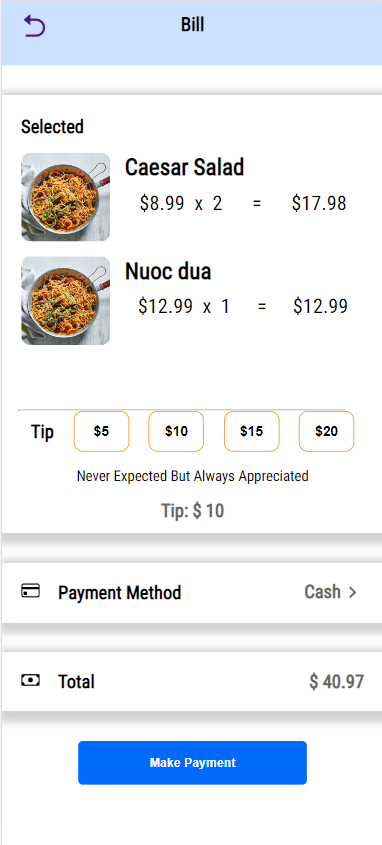 Bill
Selected
Caesar Salad
$8.99 x 2 = $17.98
Nuoc dua
$12.99 x 1 = $12.99
Tip $5 $10 $15 $20
Never Expected But Always Appreciated
Tip: $ 10
Payment Method Cash >
Total $ 40.97
Make Payment